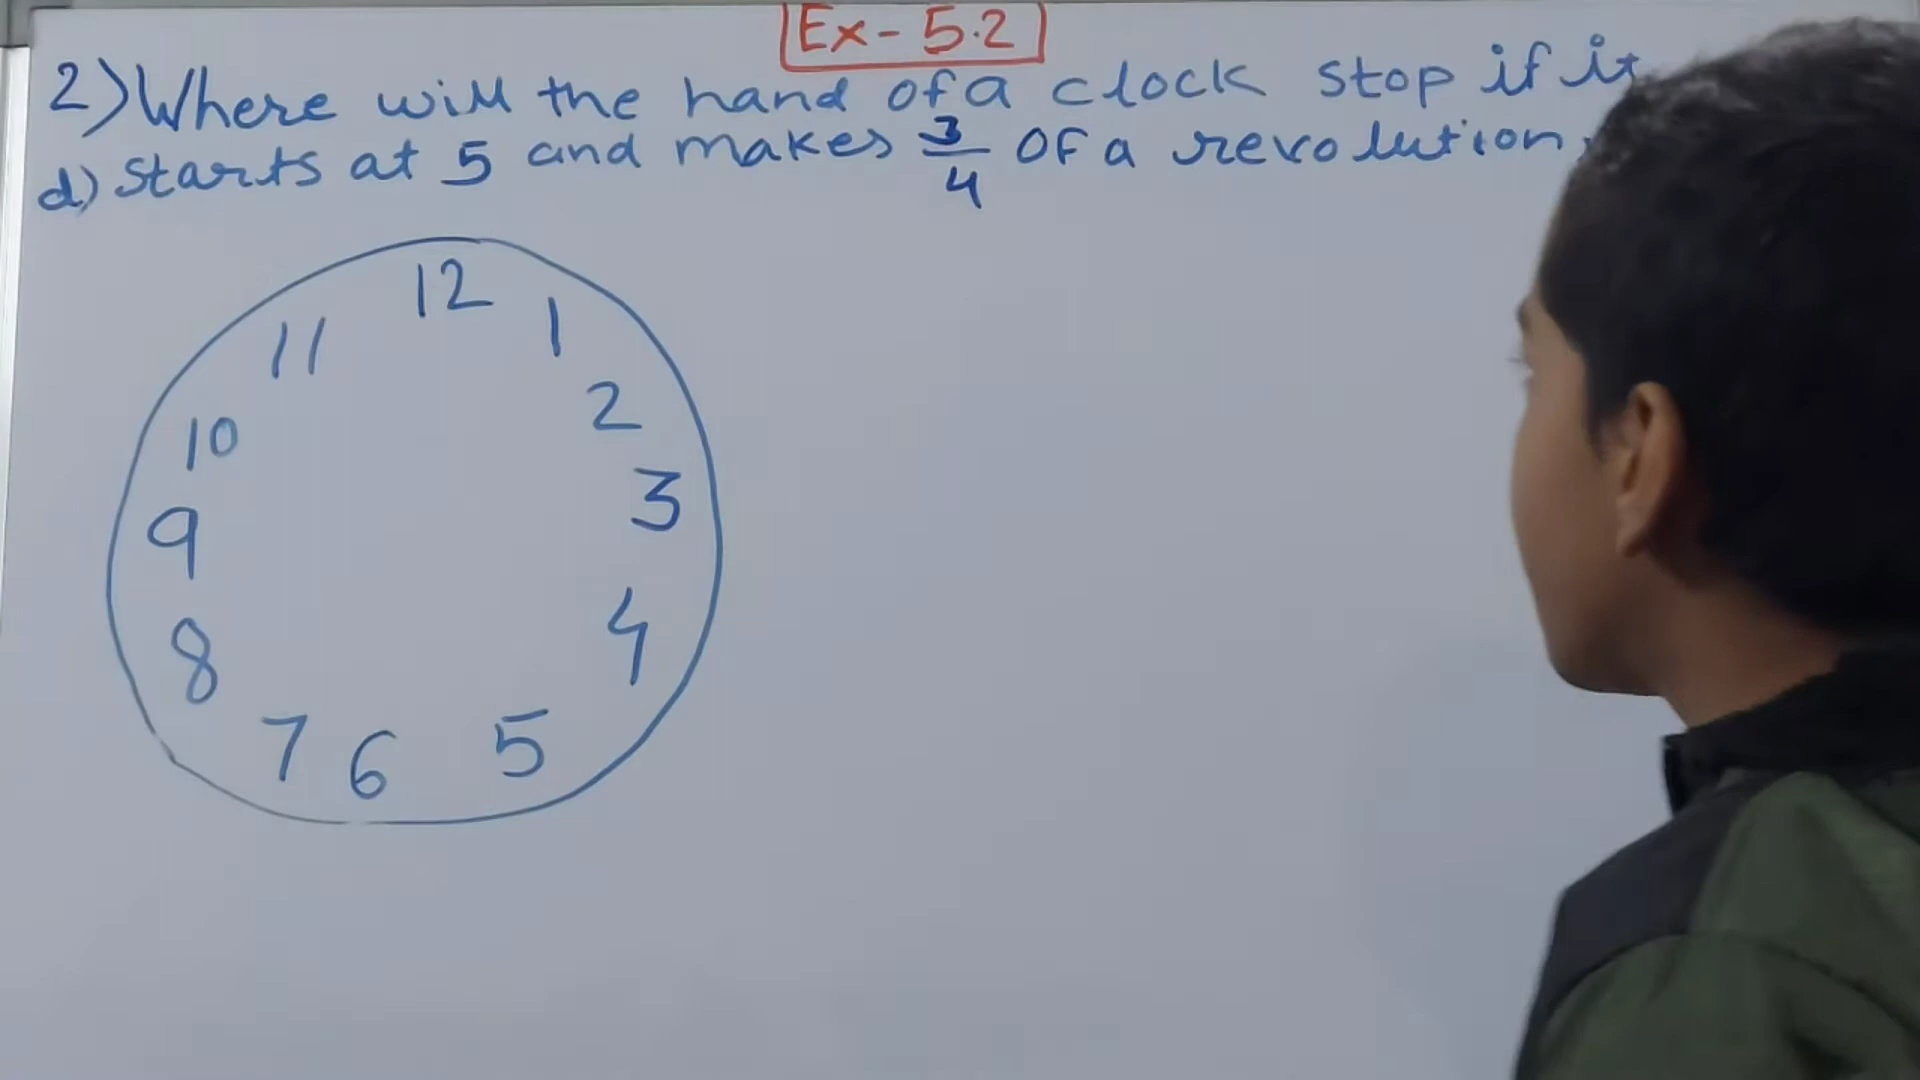 Ex - 5.2
2) Where will the hand of a clock stop if it
d) starts at 5 and makes 3/4 of a revolution.
12
11 1
10 2
9 3
8 4
7 6 5